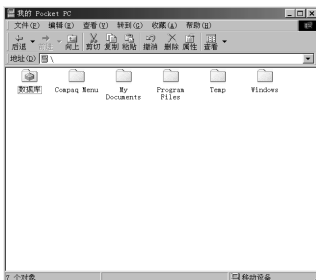 我的 Pocket PC
文件(F) 编辑(E) 查看(V) 转到(G) 收藏(A) 帮助(H)
后退 前进 向上 剪切 复制 粘贴 撤消 删除 属性 查看
地址(D) \
数据库 Compaq Menu My Documents Program Files Temp Windows
7 个对象 移动设备